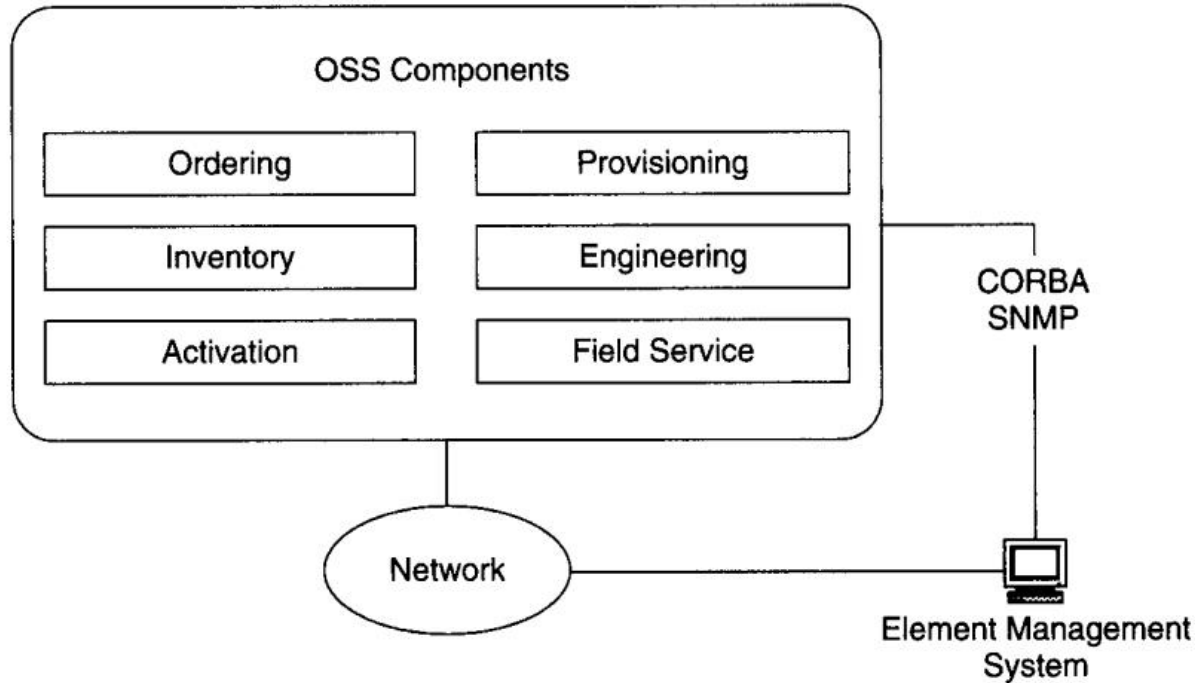 OSS Components
Ordering
Provisioning
Inventory
Engineering
Activation
Field Service
CORBA
SNMP
Network
Element Management
System